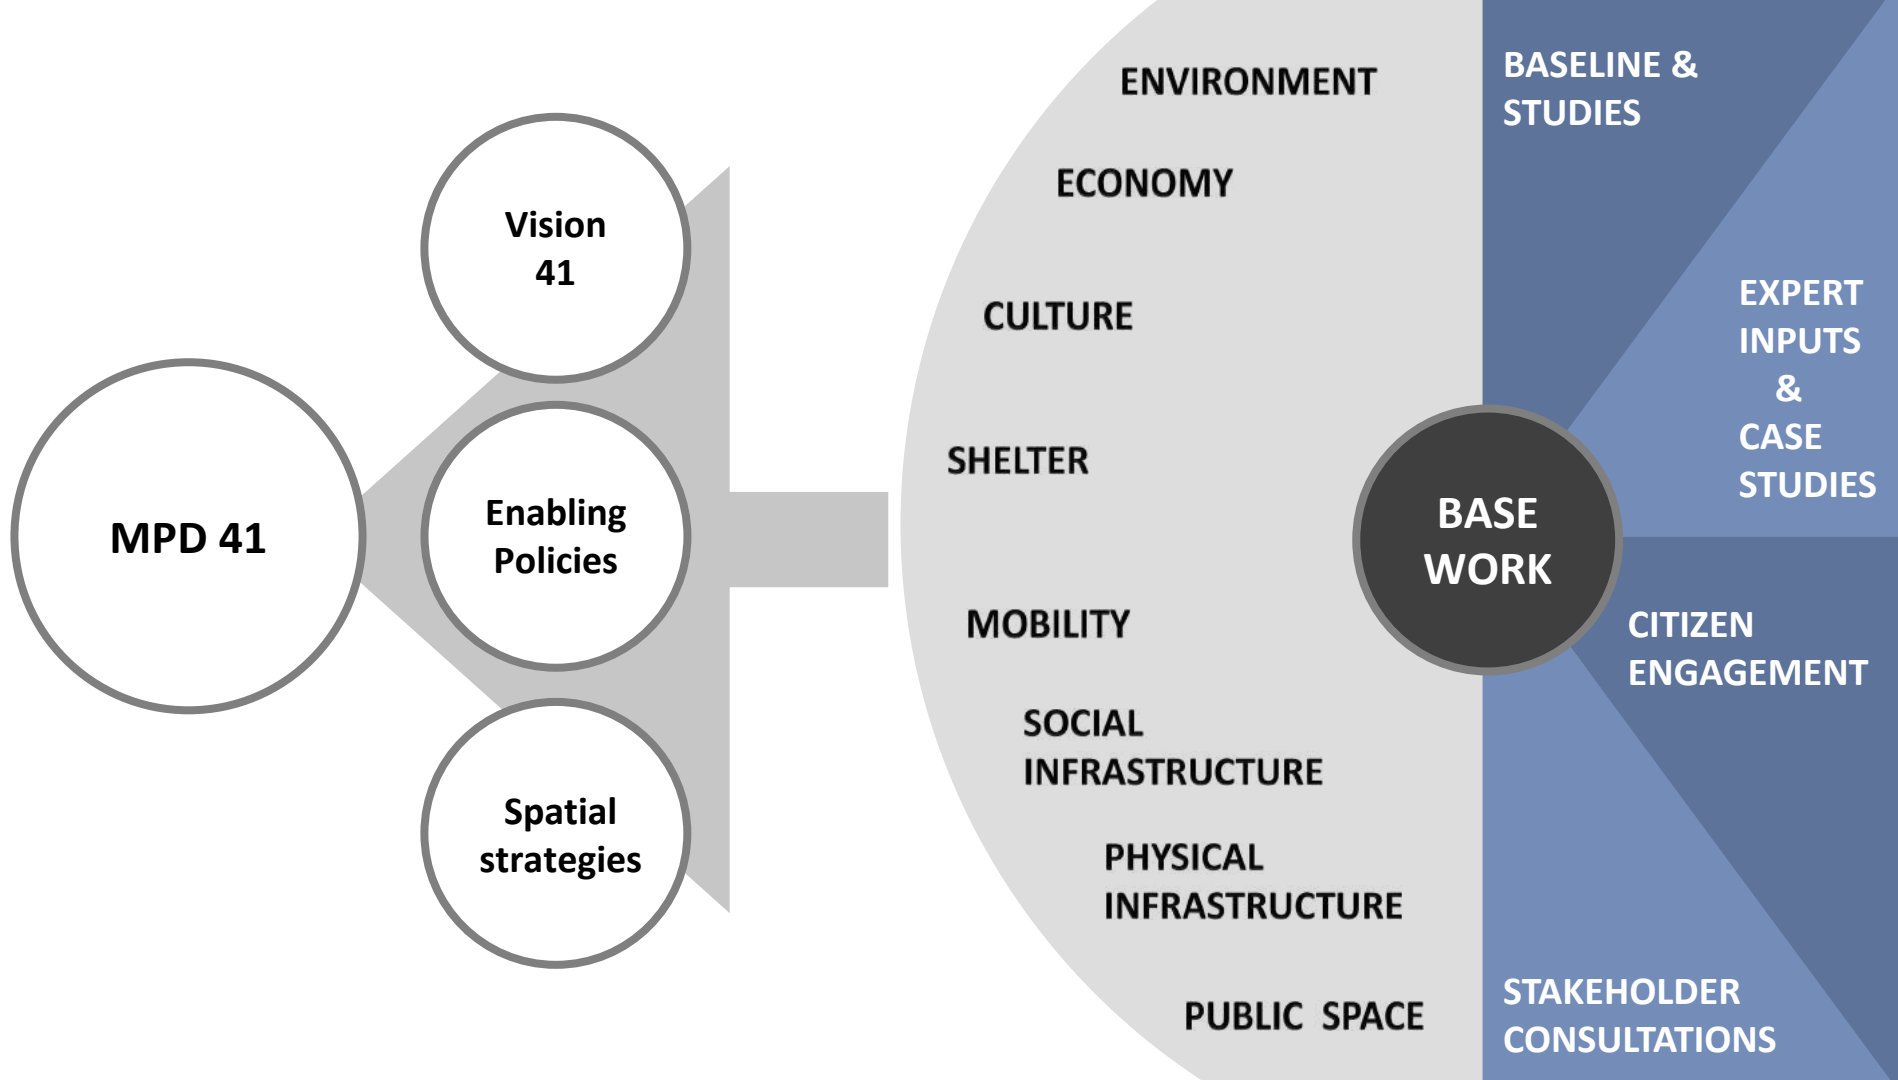 MPD 41
Vision
41
Enabling
Policies
Spatial
strategies
ENVIRONMENT
ECONOMY
CULTURE
SHELTER
MOBILITY
SOCIAL
INFRASTRUCTURE
PHYSICAL
INFRASTRUCTURE
PUBLIC SPACE
BASE
WORK
BASELINE &
STUDIES
EXPERT
INPUTS
&
CASE
STUDIES
CITIZEN
ENGAGEMENT
STAKEHOLDER
CONSULTATIONS